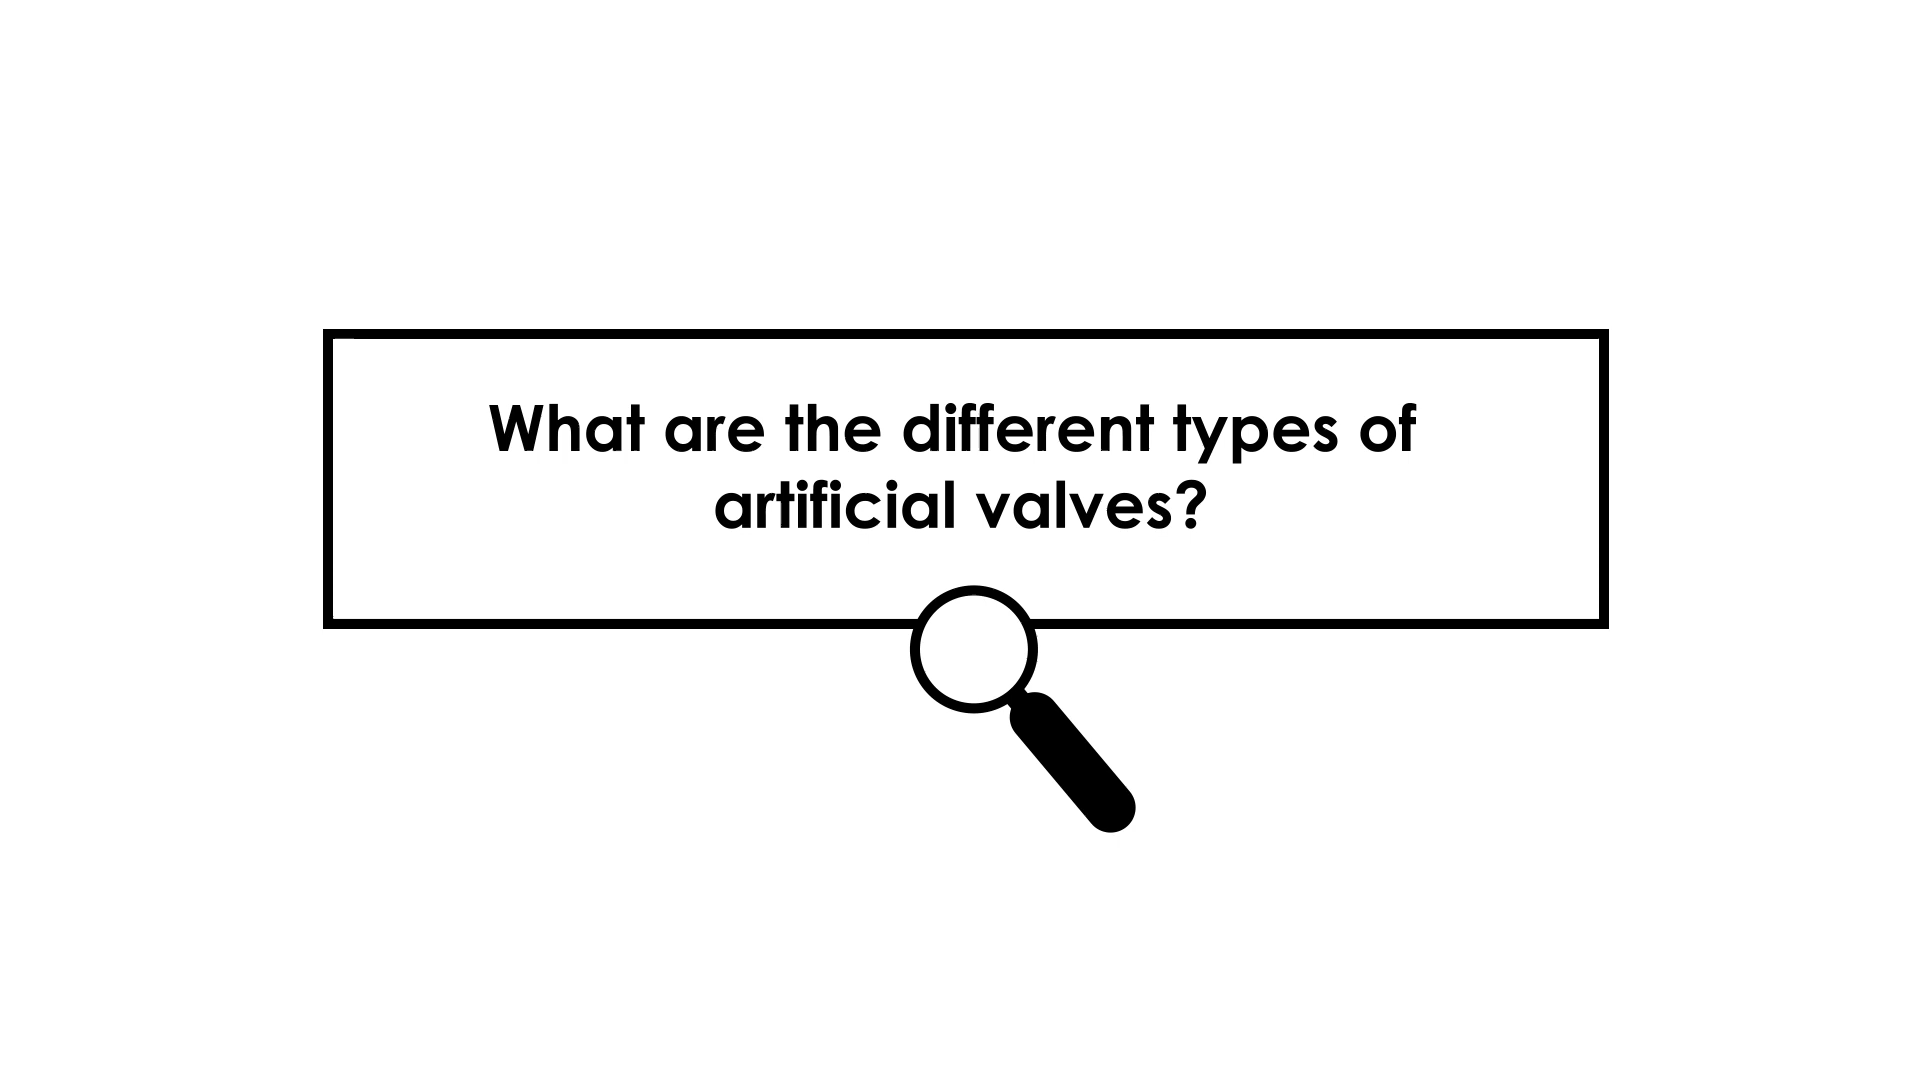 What are the different types of
artificial valves?